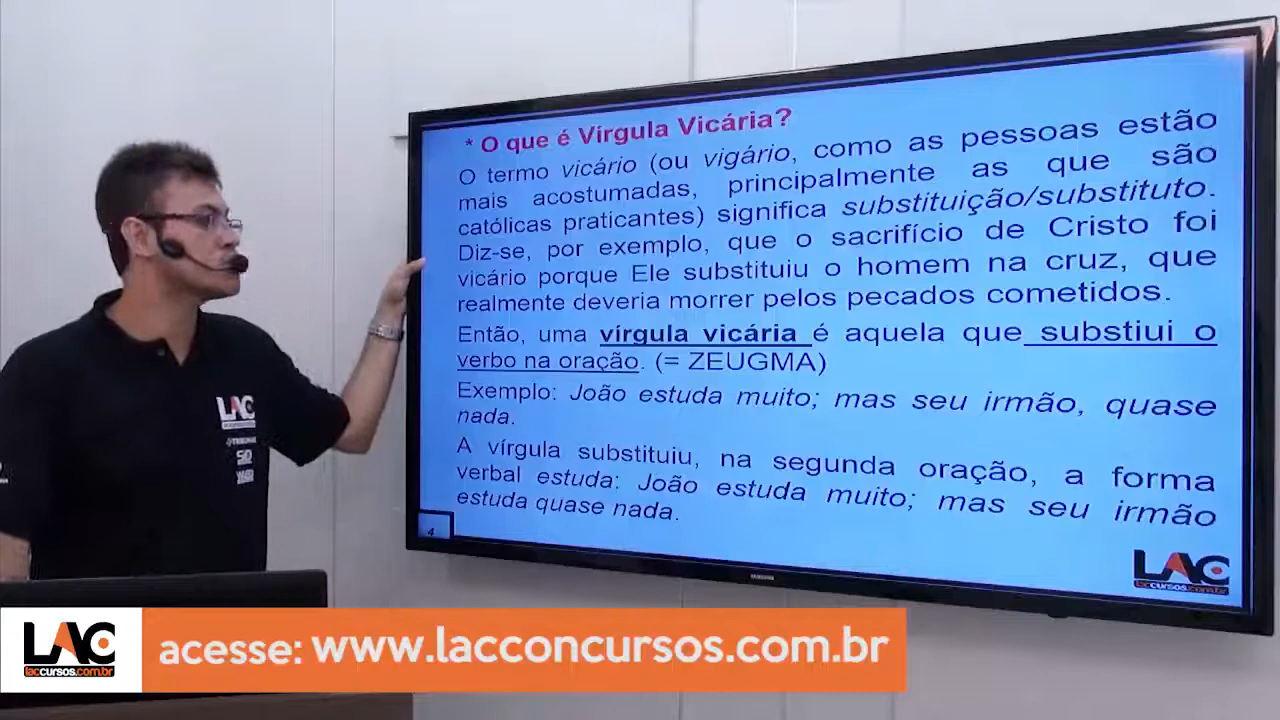 * O que é Vírgula Vicária?
O termo vicário (ou vigário, como as pessoas estão
mais acostumadas, principalmente as que são
católicas praticantes) significa substituição/substituto.
Diz-se, por exemplo, que o sacrifício de Cristo foi
vicário porque Ele substituiu o homem na cruz, que
realmente deveria morrer pelos pecados cometidos.
Então, uma vírgula vicária é aquela que substiui o
verbo na oração. (= ZEUGMA)
Exemplo: João estuda muito; mas seu irmão, quase
nada.
A vírgula substituiu, na segunda oração, a forma
verbal estuda: João estuda muito; mas seu irmão
estuda quase nada.
4
LAC
laccursos.com.br
SAMSUNG
LAC
LAC
laccursos.com.br
acesse: www.lacconcursos.com.br